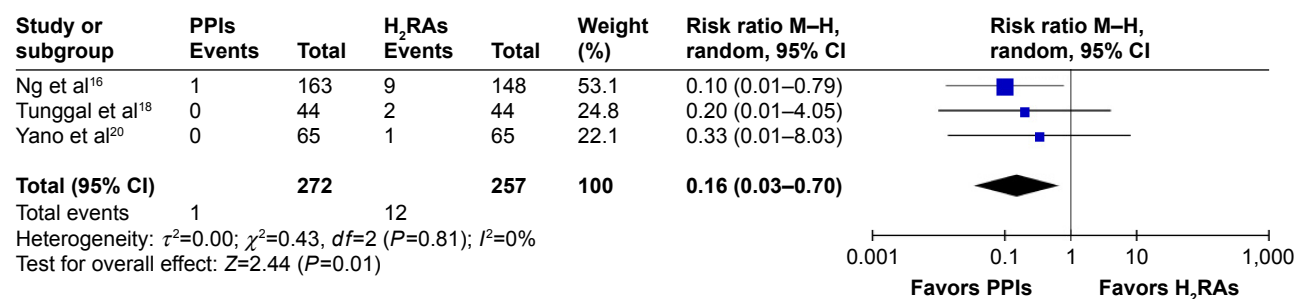 Study or subgroup PPIs Events Total H₂RAs Events Total Weight (%) Risk ratio M–H, random, 95% CI Risk ratio M–H, random, 95% CI
Ng et al¹⁶ 1 163 9 148 53.1 0.10 (0.01–0.79)
Tunggal et al¹⁸ 0 44 2 44 24.8 0.20 (0.01–4.05)
Yano et al²⁰ 0 65 1 65 22.1 0.33 (0.01–8.03)
Total (95% CI) 272 257 100 0.16 (0.03–0.70)
Total events 1 12
Heterogeneity: τ²=0.00; χ²=0.43, df=2 (P=0.81); I²=0%
Test for overall effect: Z=2.44 (P=0.01)
0.001 0.1 1 10 1,000
Favors PPIs Favors H₂RAs